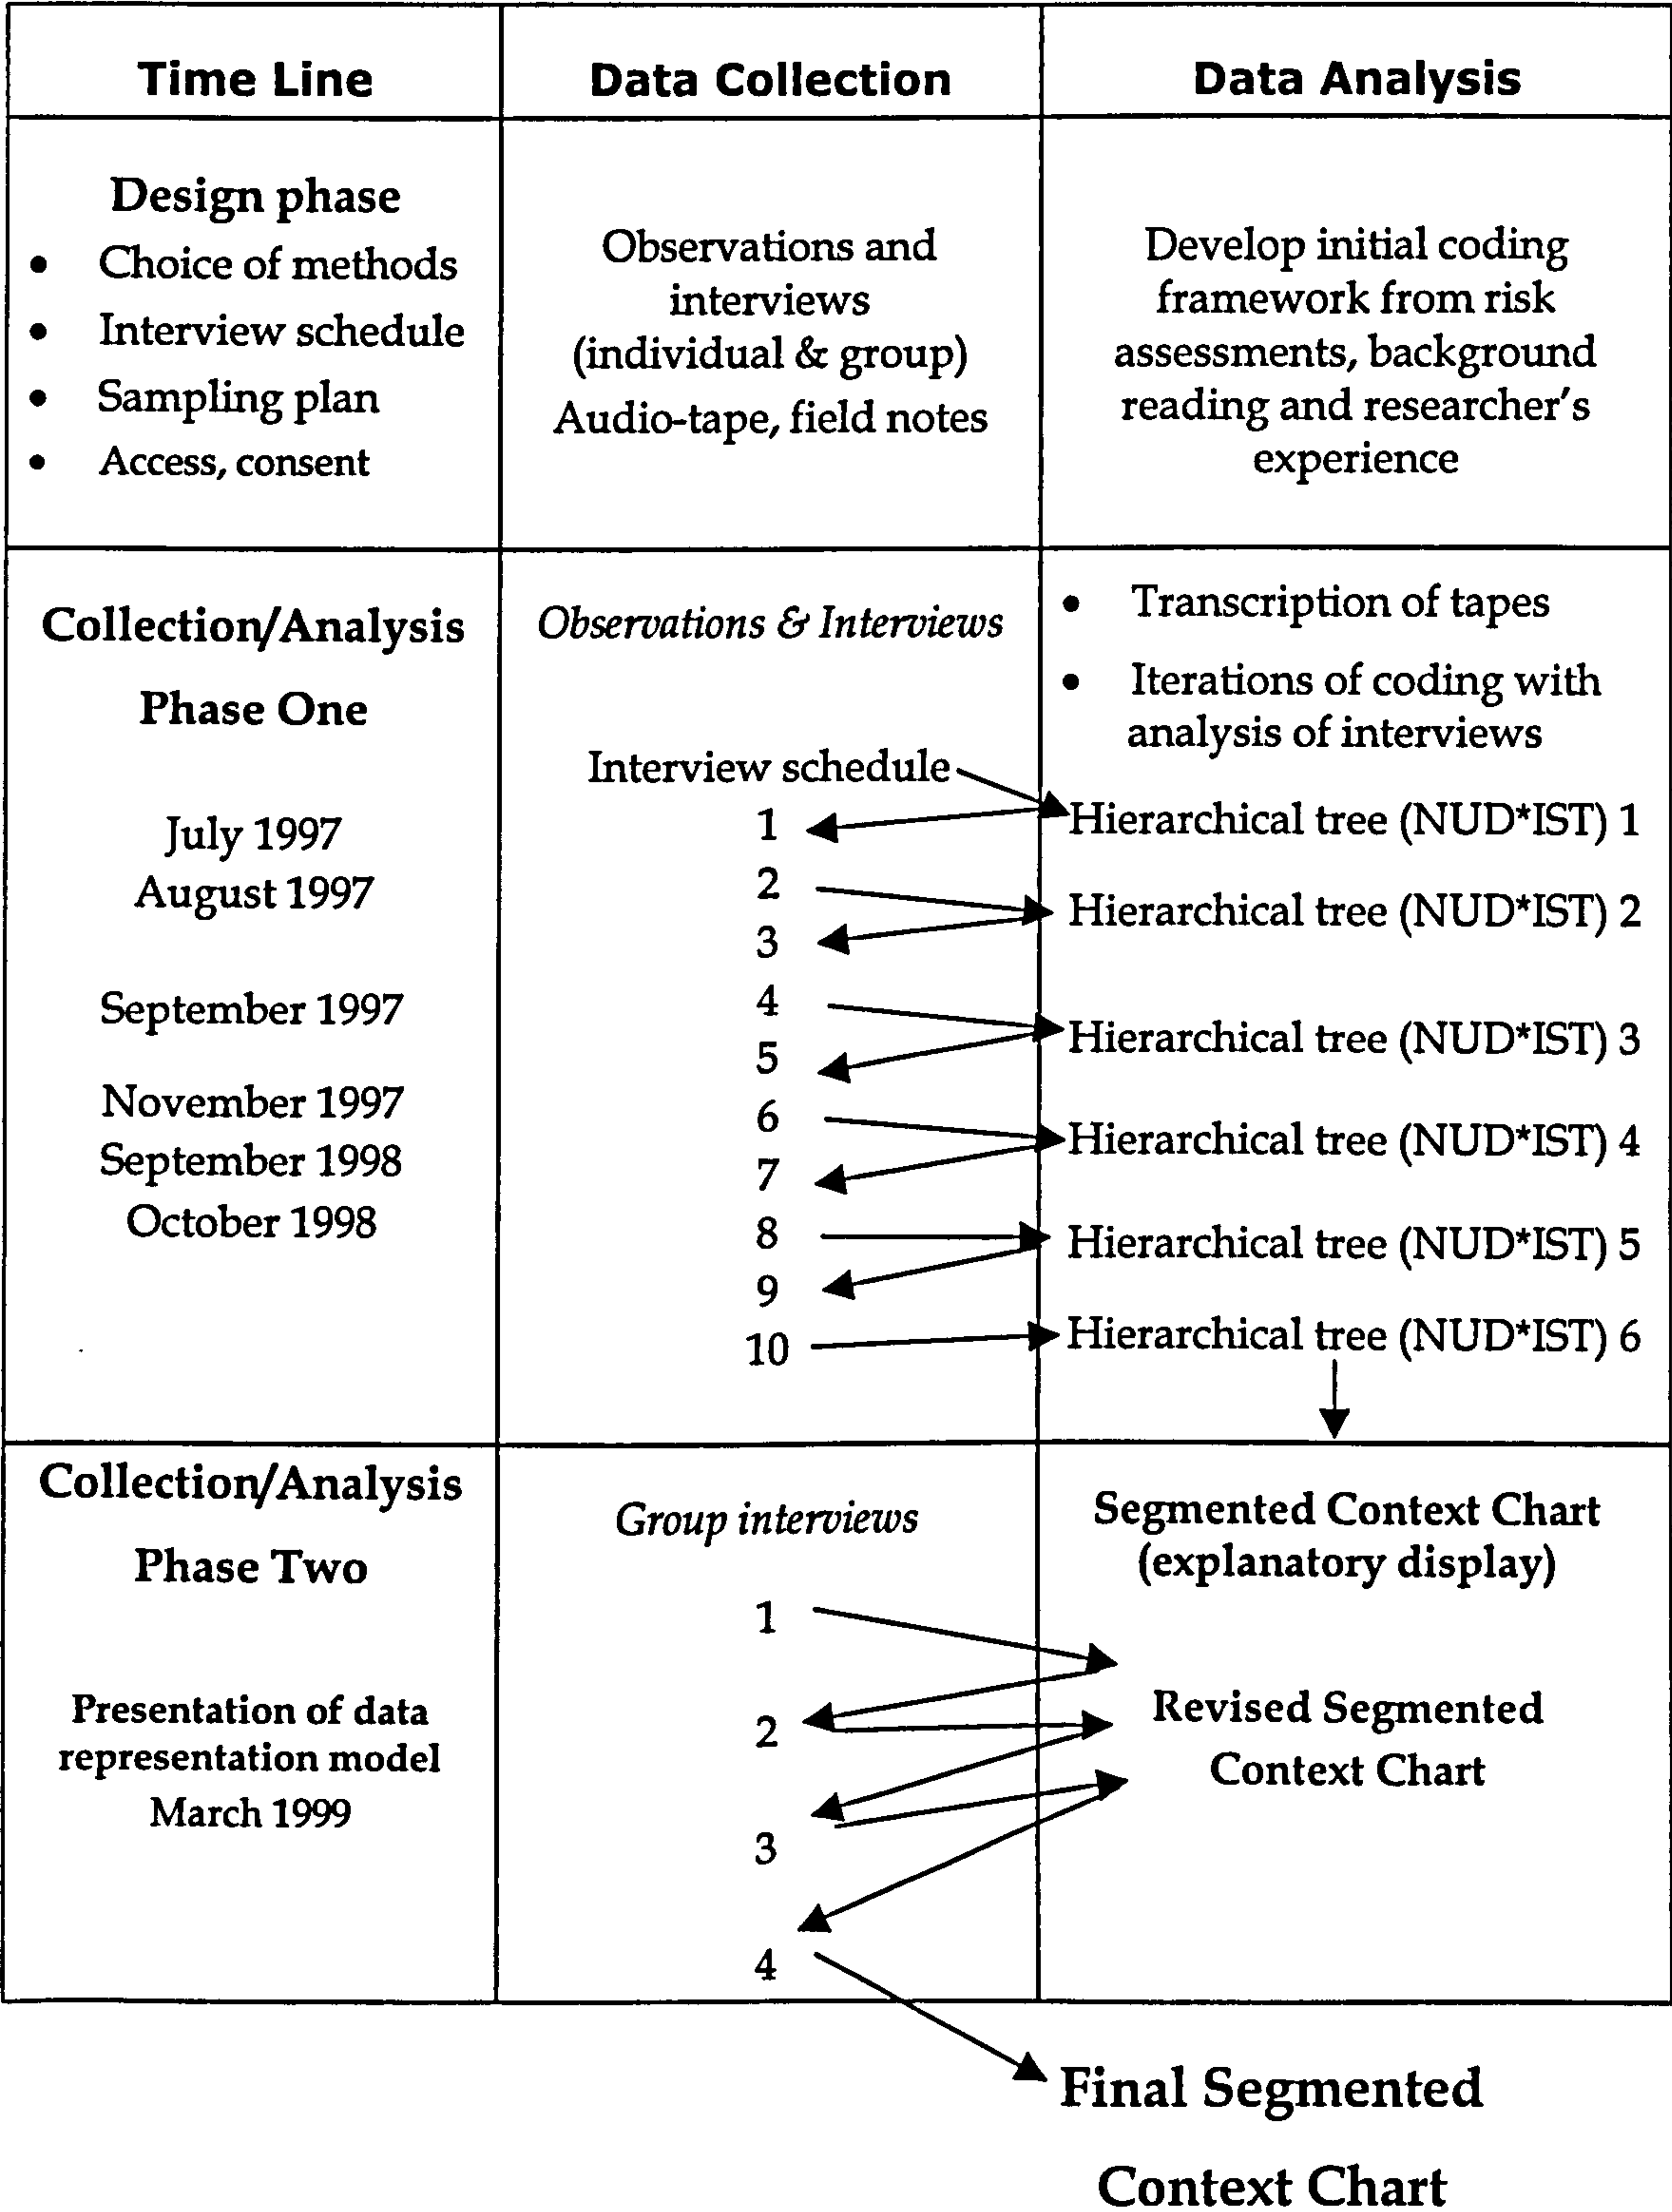 Time Line
Data Collection
Data Analysis
Design phase
• Choice of methods
• Interview schedule
• Sampling plan
• Access, consent
Observations and
interviews
(individual & group)
Audio-tape, field notes
Develop initial coding
framework from risk
assessments, background
reading and researcher's
experience
Collection/Analysis
Phase One
July 1997
August 1997
September 1997
November 1997
September 1998
October 1998
Observations & Interviews
Interview schedule
1
2
3
4
5
6
7
8
9
10
• Transcription of tapes
• Iterations of coding with
analysis of interviews
Hierarchical tree (NUD*IST) 1
Hierarchical tree (NUD*IST) 2
Hierarchical tree (NUD*IST) 3
Hierarchical tree (NUD*IST) 4
Hierarchical tree (NUD*IST) 5
Hierarchical tree (NUD*IST) 6
Collection/Analysis
Phase Two
Presentation of data
representation model
March 1999
Group interviews
1
2
3
4
Segmented Context Chart
(explanatory display)
Revised Segmented
Context Chart
Final Segmented
Context Chart